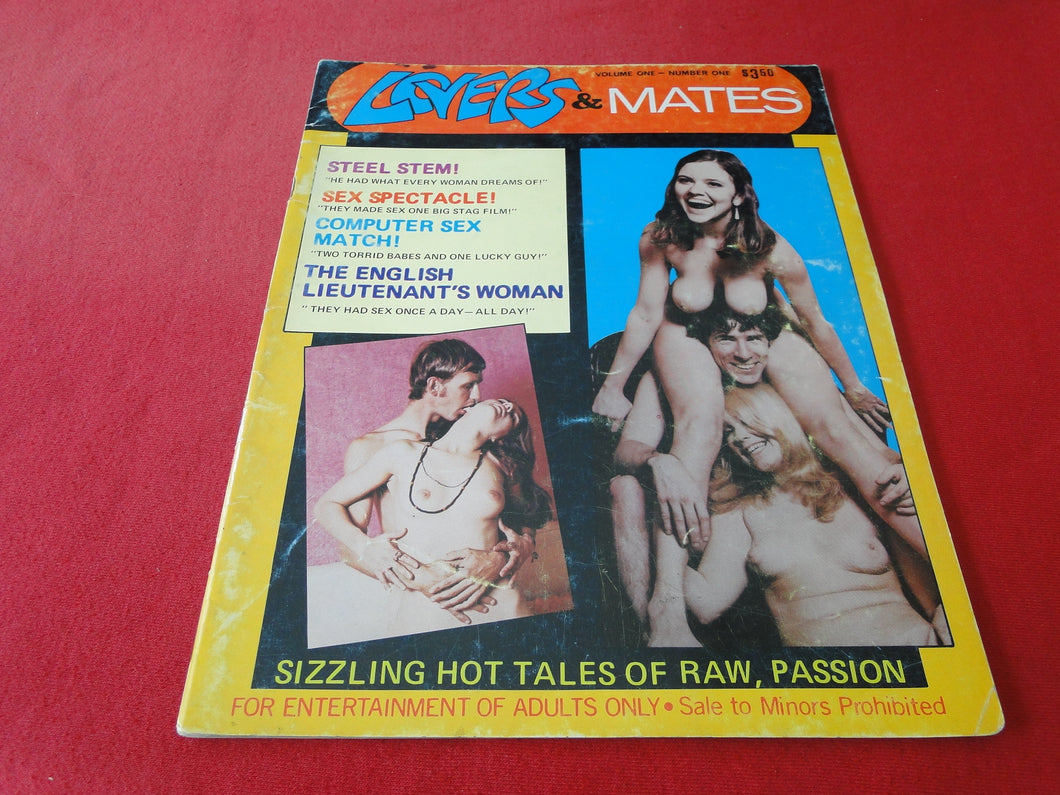 VOLUME ONE — NUMBER ONE $3.50
LOVERS & MATES
STEEL STEM!
"HE HAD WHAT EVERY WOMAN DREAMS OF!"
SEX SPECTACLE!
"THEY MADE SEX ONE BIG STAG FILM!"
COMPUTER SEX
MATCH!
"TWO TORRID BABES AND ONE LUCKY GUY!"
THE ENGLISH
LIEUTENANT'S WOMAN
"THEY HAD SEX ONCE A DAY — ALL DAY!"
SIZZLING HOT TALES OF RAW, PASSION
FOR ENTERTAINMENT OF ADULTS ONLY • Sale to Minors Prohibited